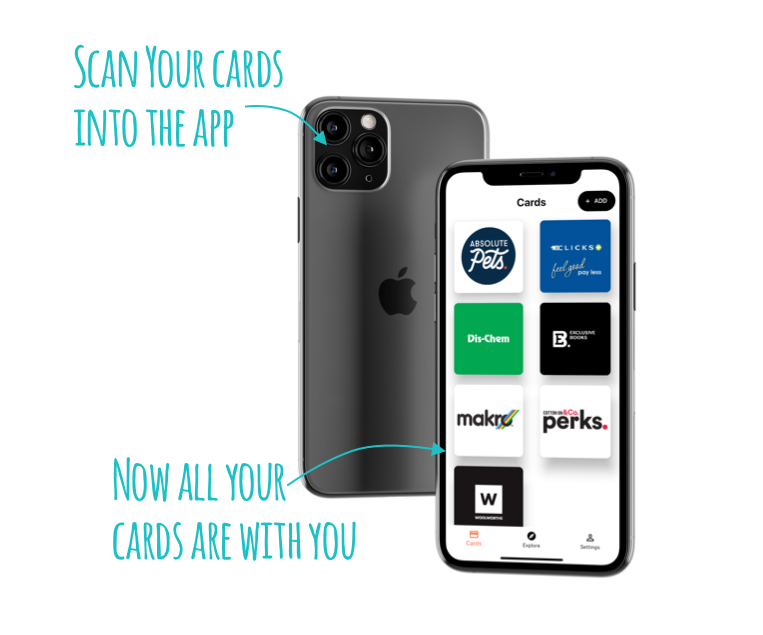 Scan Your cards
into the app
Cards
+ ADD
ABSOLUTE
Pets.
CLICKS
feel good
pay less
Dis-Chem
E.
EXCLUSIVE
BOOKS
makro
COTTON ON &Co.
perks.
W
WOOLWORTHS
Now all your
cards are with you
Cards
Explore
Settings